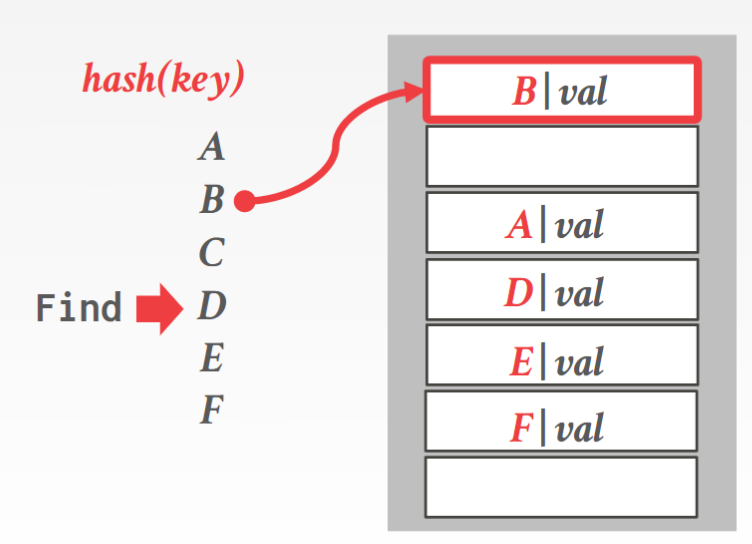 hash(key)
A
B
C
Find D
E
F
B|val
A|val
D|val
E|val
F|val